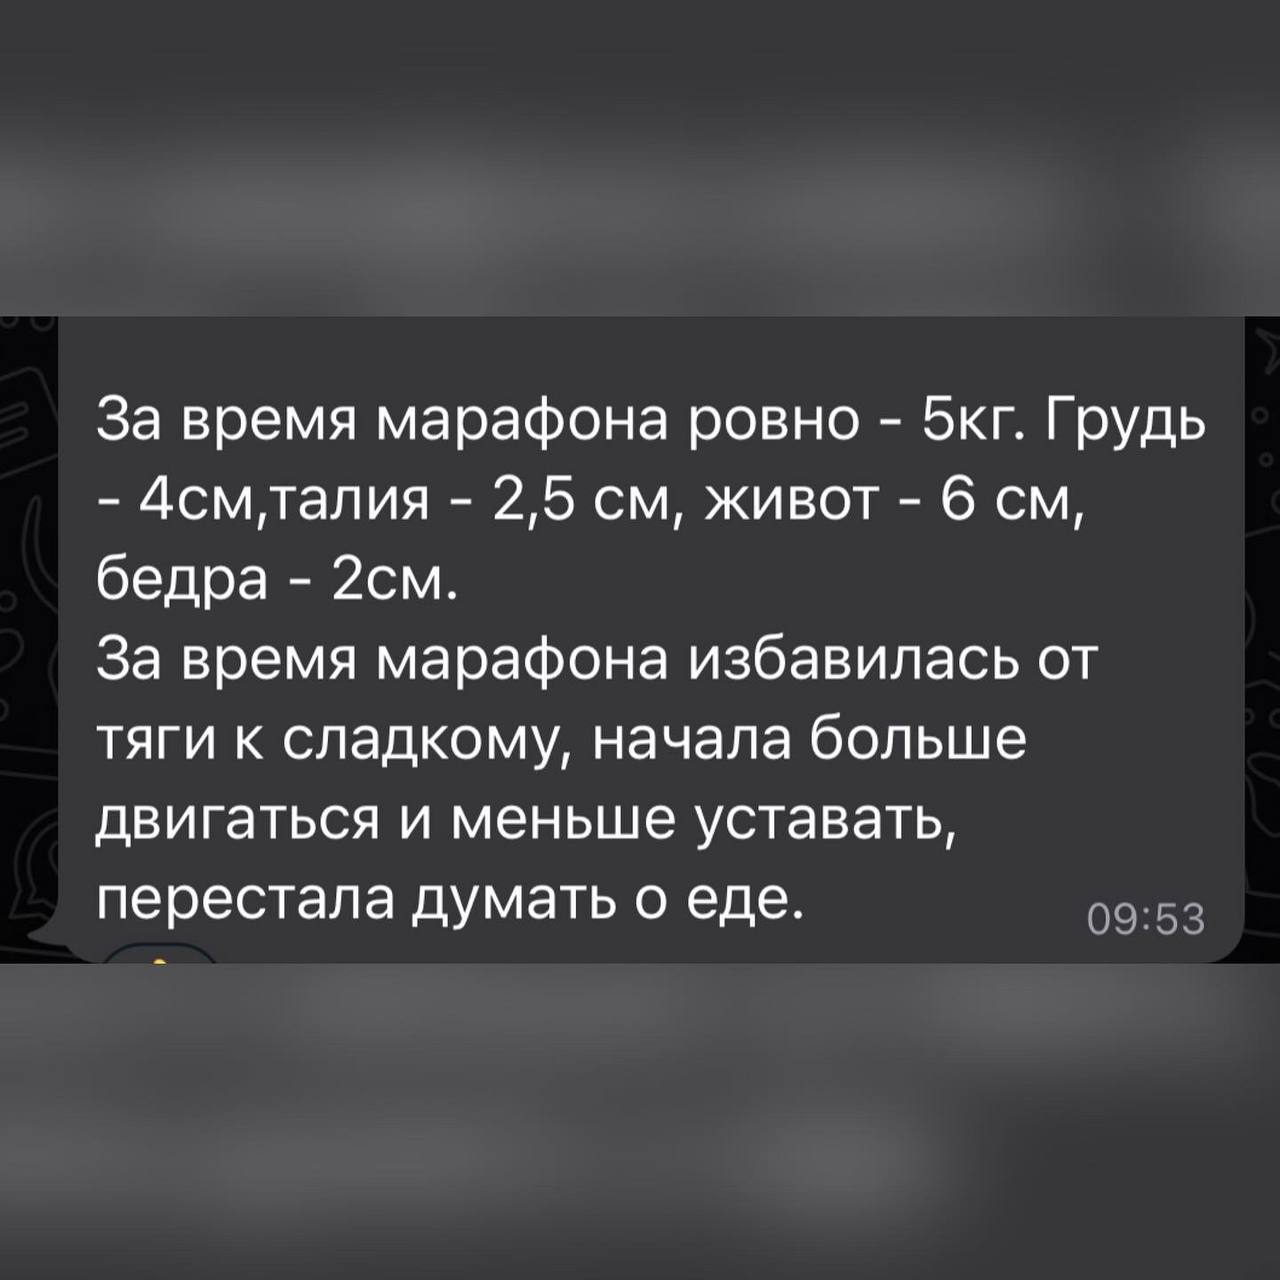 За время марафона ровно - 5кг. Грудь
- 4см,талия - 2,5 см, живот - 6 см,
бедра - 2см.
За время марафона избавилась от
тяги к сладкому, начала больше
двигаться и меньше уставать,
перестала думать о еде.
09:53